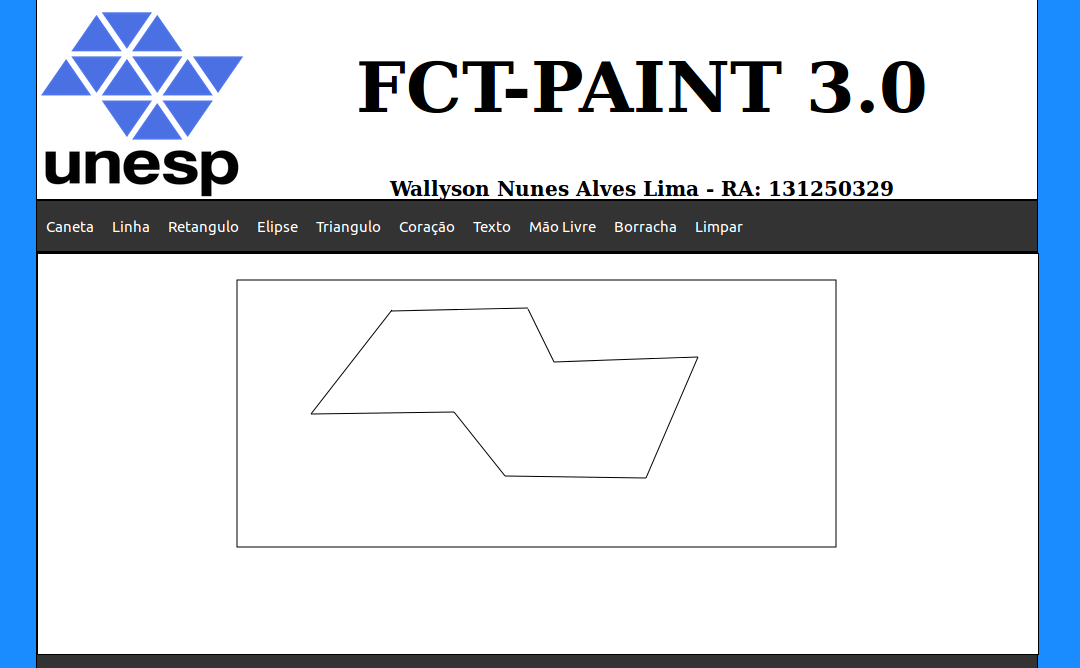 unesp
FCT-PAINT 3.0
Wallyson Nunes Alves Lima - RA: 131250329
Caneta Linha Retangulo Elipse Triangulo Coração Texto Mão Livre Borracha Limpar